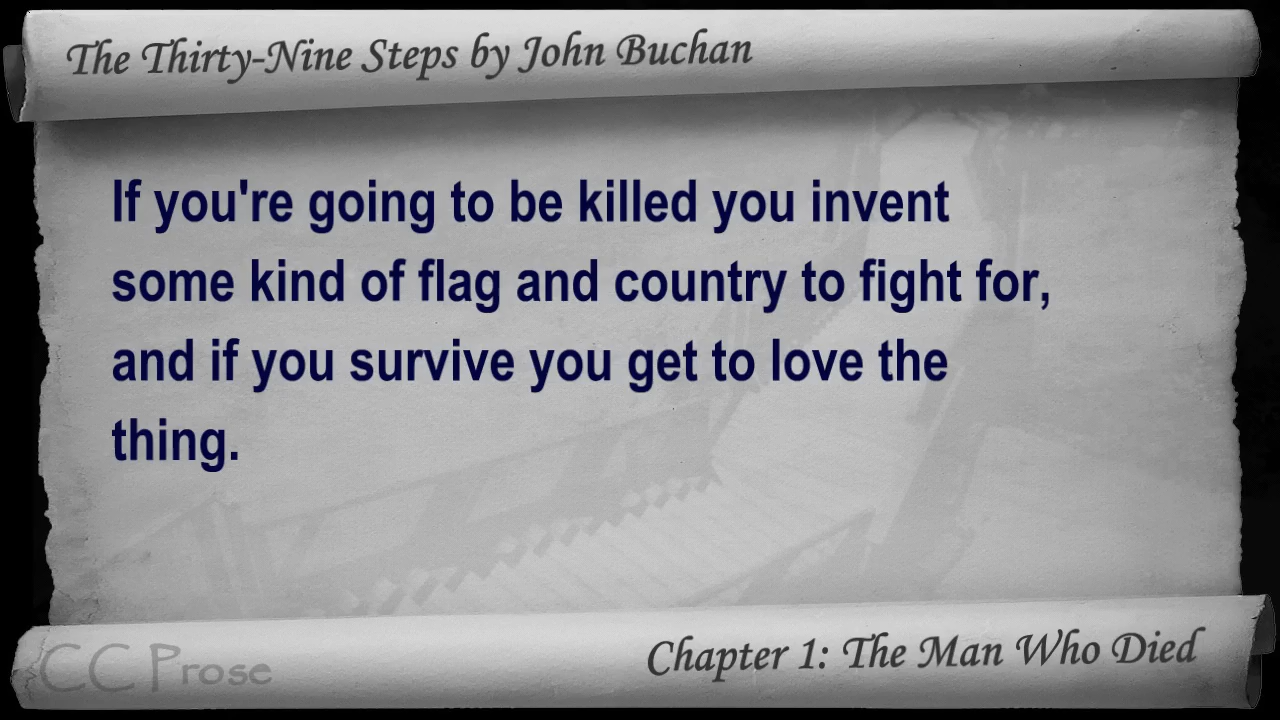 The Thirty-Nine Steps by John Buchan
If you're going to be killed you invent
some kind of flag and country to fight for,
and if you survive you get to love the
thing.
CC Prose
Chapter 1: The Man Who Died